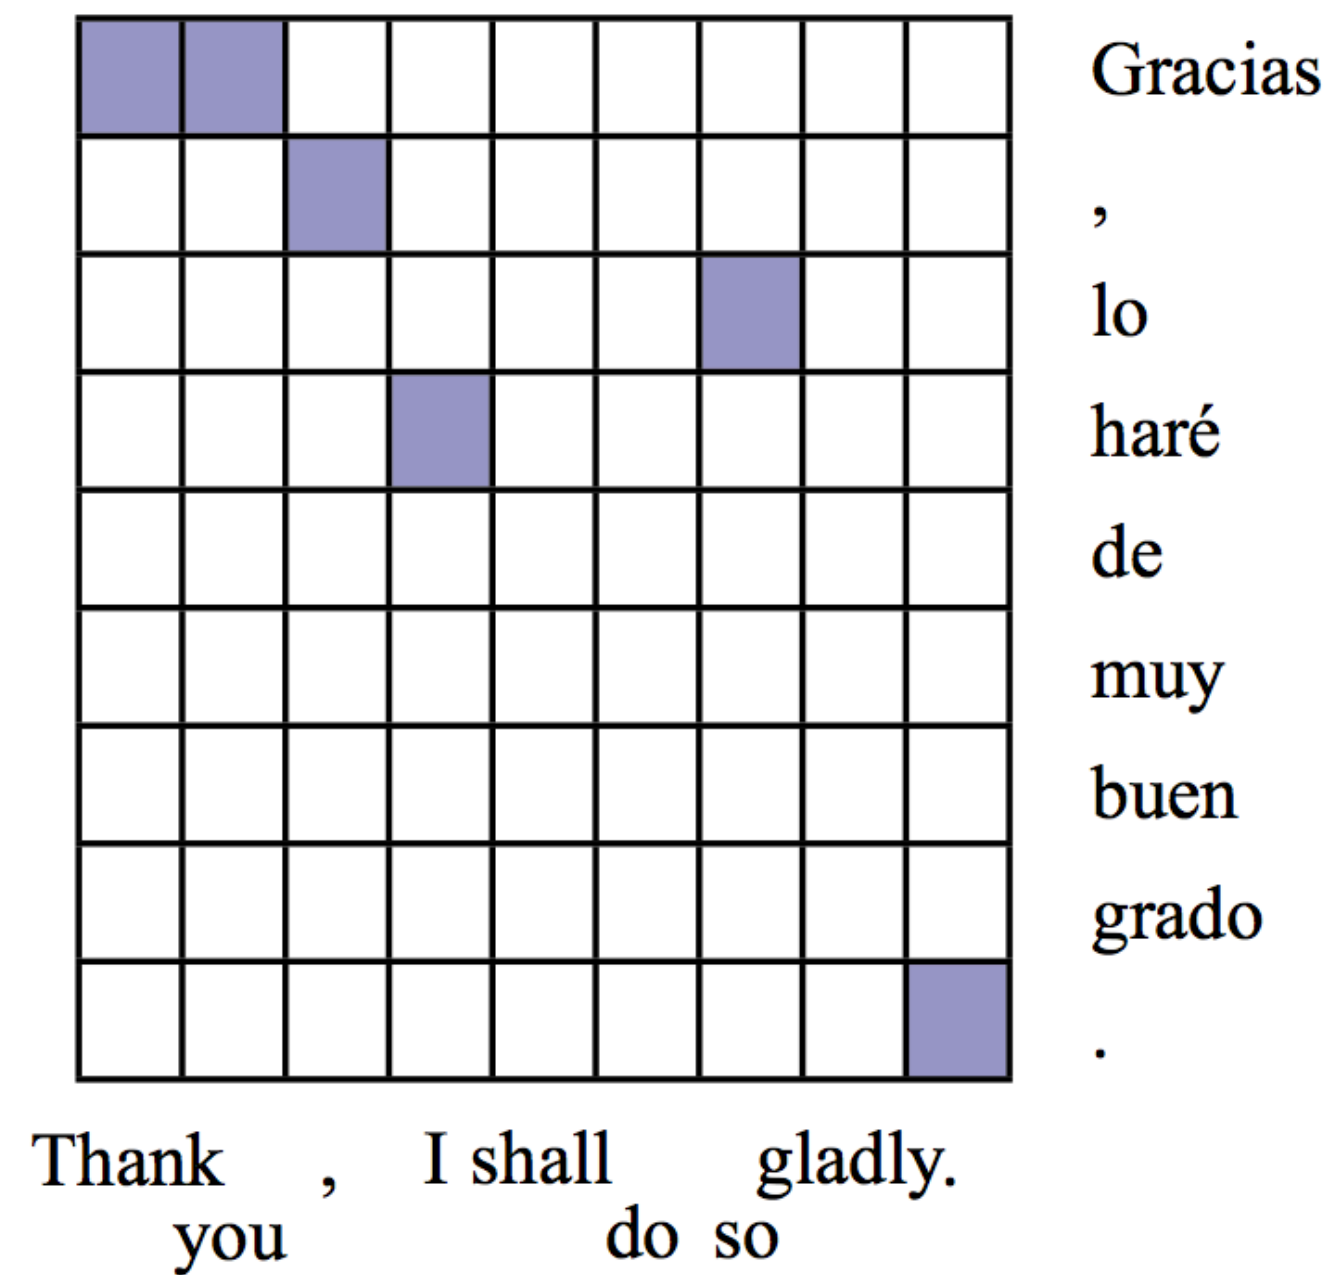 Gracias
,
lo
haré
de
muy
buen
grado
.
Thank , I shall gladly.
you do so